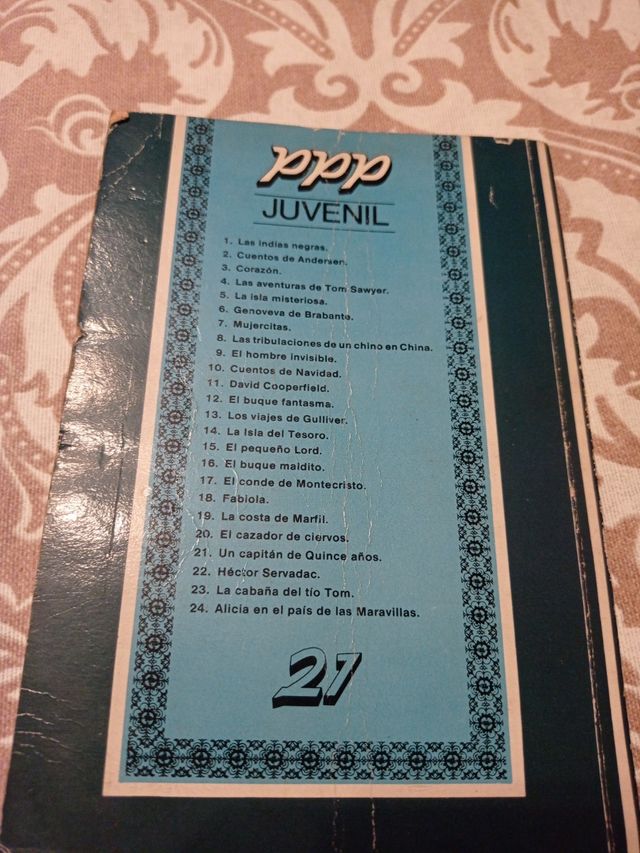 ppp
JUVENIL
1. Las indias negras.
2. Cuentos de Andersen.
3. Corazón.
4. Las aventuras de Tom Sawyer.
5. La isla misteriosa.
6. Genoveva de Brabante.
7. Mujercitas.
8. Las tribulaciones de un chino en China.
9. El hombre invisible.
10. Cuentos de Navidad.
11. David Cooperfield.
12. El buque fantasma.
13. Los viajes de Gulliver.
14. La Isla del Tesoro.
15. El pequeño Lord.
16. El buque maldito.
17. El conde de Montecristo.
18. Fabiola.
19. La costa de Marfil.
20. El cazador de ciervos.
21. Un capitán de Quince años.
22. Héctor Servadac.
23. La cabaña del tío Tom.
24. Alicia en el país de las Maravillas.
21